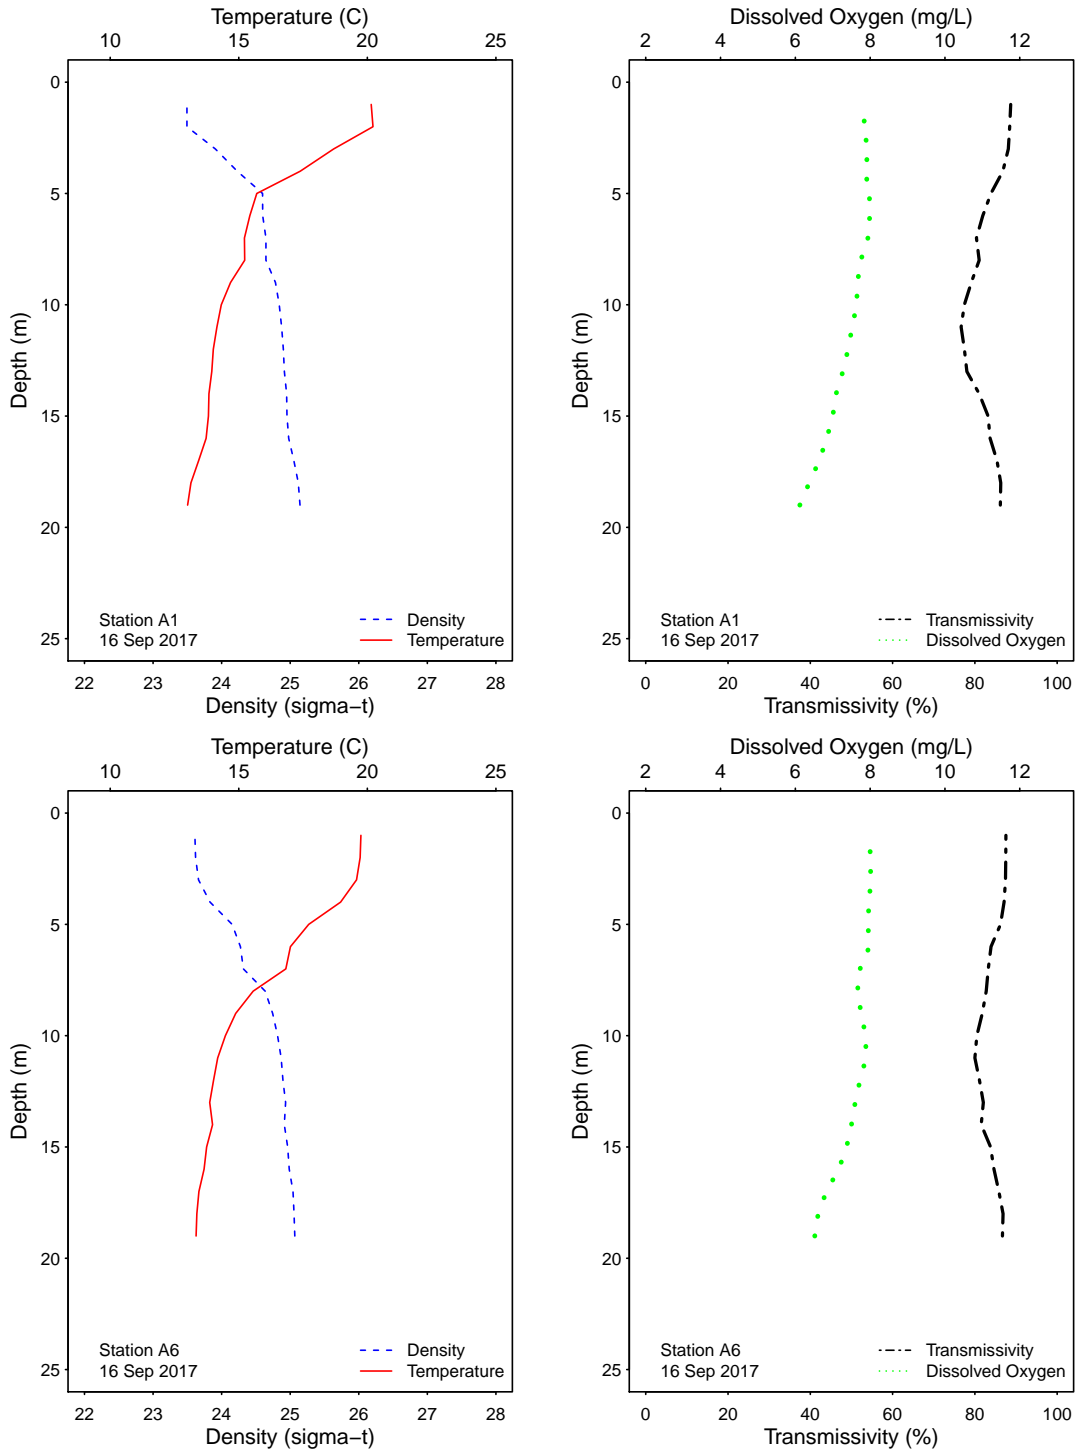 Temperature (C)
10 15 20 25
0
5
10
15
20
25
Depth (m)
Station A1
16 Sep 2017
Density
Temperature
22 23 24 25 26 27 28
Density (sigma−t)
Dissolved Oxygen (mg/L)
2 4 6 8 10 12
0
5
10
15
20
25
Depth (m)
Station A1
16 Sep 2017
Transmissivity
Dissolved Oxygen
0 20 40 60 80 100
Transmissivity (%)
Temperature (C)
10 15 20 25
0
5
10
15
20
25
Depth (m)
Station A6
16 Sep 2017
Density
Temperature
22 23 24 25 26 27 28
Density (sigma−t)
Dissolved Oxygen (mg/L)
2 4 6 8 10 12
0
5
10
15
20
25
Depth (m)
Station A6
16 Sep 2017
Transmissivity
Dissolved Oxygen
0 20 40 60 80 100
Transmissivity (%)